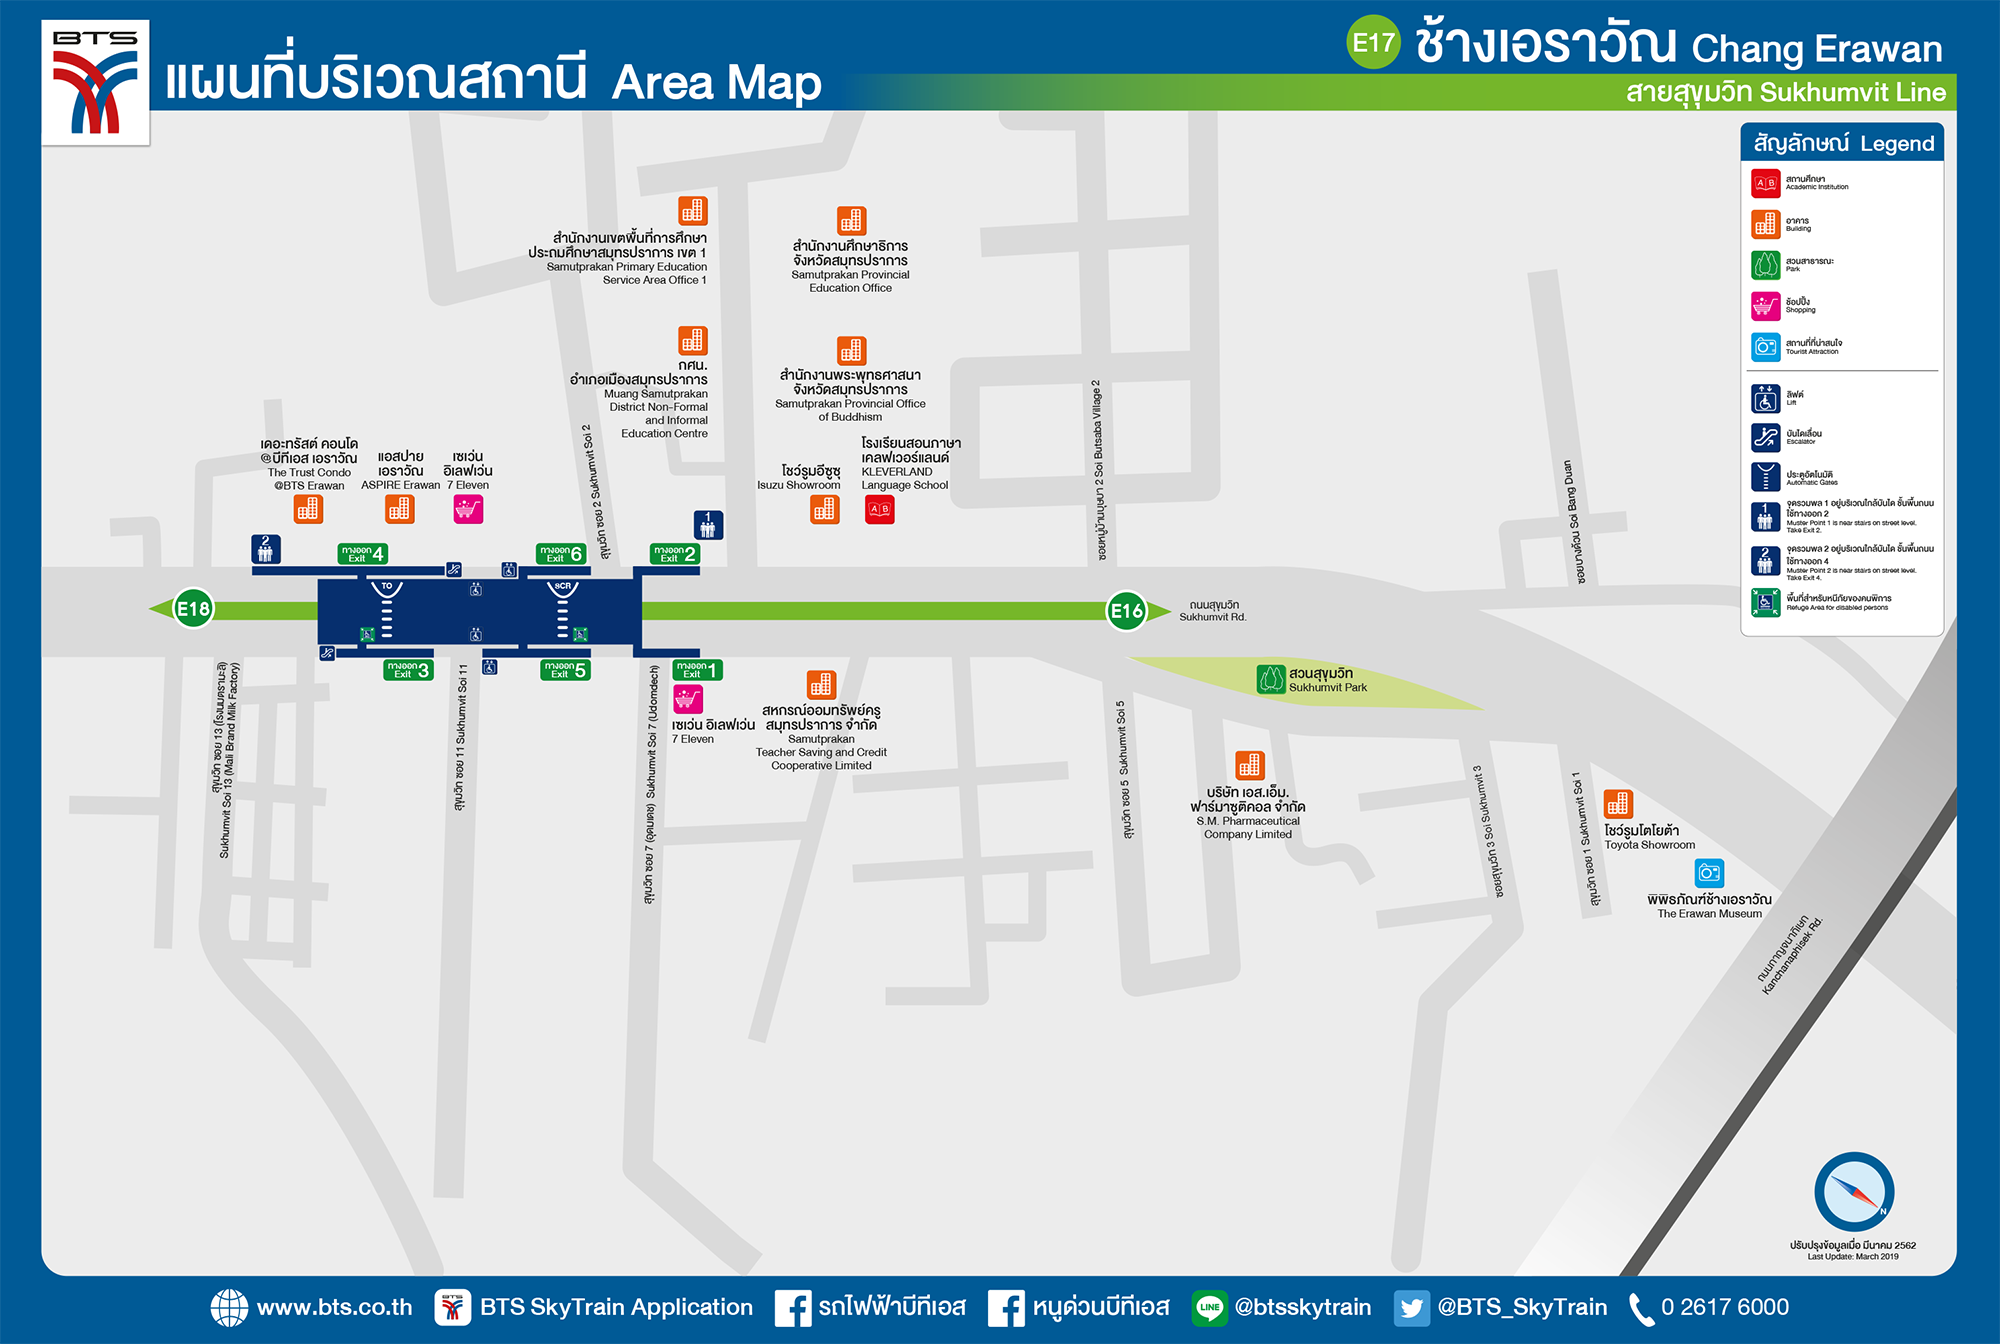 BTS
แผนที่บริเวณสถานี Area Map
E17 ช้างเอราวัณ Chang Erawan
สายสุขุมวิท Sukhumvit Line
สัญลักษณ์ Legend
A B
สถานศึกษา
Academic Institution
อาคาร
Building
สวนสาธารณะ
Park
ช้อปปิ้ง
Shopping
สถานที่ที่น่าสนใจ
Tourist Attraction
ลิฟต์
Lift
บันไดเลื่อน
Escalator
ประตูอัตโนมัติ
Automatic Gates
1
จุดรวมพล 1 อยู่บริเวณใกล้บันได ชั้นพื้นถนน
ใช้ทางออก 2
Muster Point 1 is near stairs on street level.
Take Exit 2.
2
จุดรวมพล 2 อยู่บริเวณใกล้บันได ชั้นพื้นถนน
ใช้ทางออก 4
Muster Point 2 is near stairs on street level.
Take Exit 4.
พื้นที่สำหรับหนีภัยของคนพิการ
Refuge Area for disabled persons
สำนักงานเขตพื้นที่การศึกษา
ประถมศึกษาสมุทรปราการ เขต 1
Samutprakan Primary Education
Service Area Office 1
สำนักงานศึกษาธิการ
จังหวัดสมุทรปราการ
Samutprakan Provincial
Education Office
กศน.
อำเภอเมืองสมุทรปราการ
Muang Samutprakan
District Non-Formal
and Informal
Education Centre
สำนักงานพระพุทธศาสนา
จังหวัดสมุทรปราการ
Samutprakan Provincial Office
of Buddhism
เดอะทรัสต์ คอนโด
@บีทีเอส เอราวัณ
The Trust Condo
@BTS Erawan
แอสปาย
เอราวัณ
ASPIRE Erawan
เซเว่น
อิเลฟเว่น
7 Eleven
โชว์รูมอีซูซุ
Isuzu Showroom
โรงเรียนสอนภาษา
เคลฟเวอร์แลนด์
KLEVERLAND
Language School
A B
สุขุมวิท ซอย 2 Sukhumvit Soi 2
ซอยหมู่บ้านบุษบา 2 Soi Butsaba Village 2
ซอยบางด้วน Soi Bang Duan
2
ทางออก
Exit 4
ทางออก
Exit 6
ทางออก
Exit 2
1
TO
SCR
E18
E16
ถนนสุขุมวิท
Sukhumvit Rd.
ทางออก
Exit 3
ทางออก
Exit 5
ทางออก
Exit 1
เซเว่น อิเลฟเว่น
7 Eleven
สหกรณ์ออมทรัพย์ครู
สมุทรปราการ จำกัด
Samutprakan
Teacher Saving and Credit
Cooperative Limited
สวนสุขุมวิท
Sukhumvit Park
บริษัท เอส.เอ็ม.
ฟาร์มาซูติคอล จำกัด
S.M. Pharmaceutical
Company Limited
โชว์รูมโตโยต้า
Toyota Showroom
พิพิธภัณฑ์ช้างเอราวัณ
The Erawan Museum
สุขุมวิท ซอย 13 (โรงนมตรามะลิ)
Sukhumvit Soi 13 (Mali Brand Milk Factory)
สุขุมวิท ซอย 11 Sukhumvit Soi 11
สุขุมวิท ซอย 7 (อุดมเดช) Sukhumvit Soi 7 (Udomdech)
สุขุมวิท ซอย 5 Sukhumvit Soi 5
ซอยสุขุมวิท 3 Soi Sukhumvit 3
สุขุมวิท ซอย 1 Sukhumvit Soi 1
ถนนกาญจนาภิเษก
Kanchanaphisek Rd.
N
ปรับปรุงข้อมูลเมื่อ มีนาคม 2562
Last Update: March 2019
www.bts.co.th
BTS
BTS SkyTrain Application
รถไฟฟ้าบีทีเอส
หนูด่วนบีทีเอส
LINE
@btsskytrain
@BTS_SkyTrain
0 2617 6000